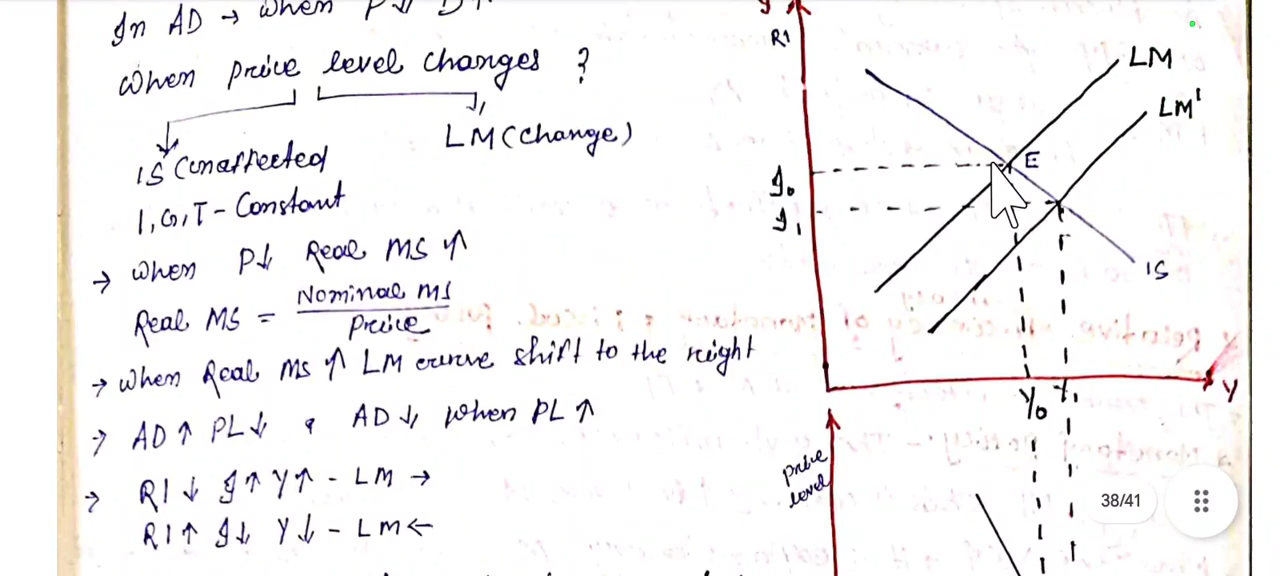 In AD → when P↓ D↑
when price level changes ?
IS (unaffected
LM (change)
I, G, T - Constant
→ when P↓ Real MS ↑
Real MS = Nominal MS
Price
→ when Real MS ↑ LM curve shift to the right
→ AD ↑ PL↓ & AD ↓ when PL ↑
→ RI ↓ I↑ Y↑ - LM →
RI ↑ I↓ Y↓ - LM ←
RI
LM
LM'
E
IS
Y0
Y1
Y
Price
level
38/41